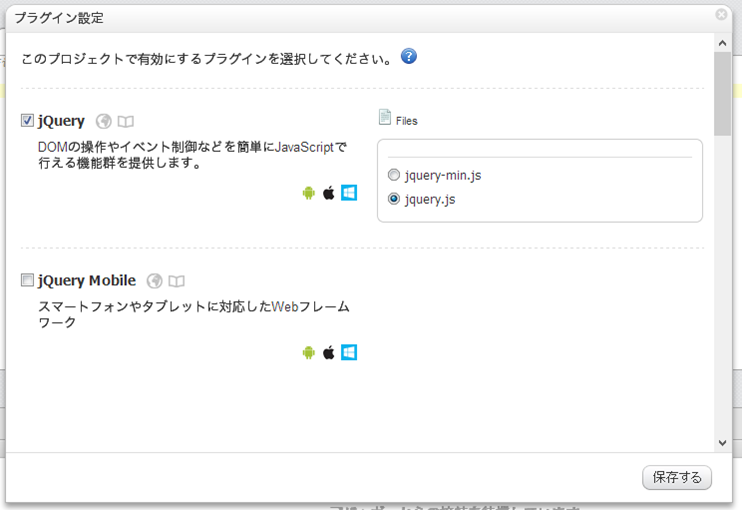 プラグイン設定
このプロジェクトで有効にするプラグインを選択してください。
jQuery
DOMの操作やイベント制御などを簡単にJavaScriptで
行える機能群を提供します。
Files
jquery-min.js
jquery.js
jQuery Mobile
スマートフォンやタブレットに対応したWebフレーム
ワーク
保存する